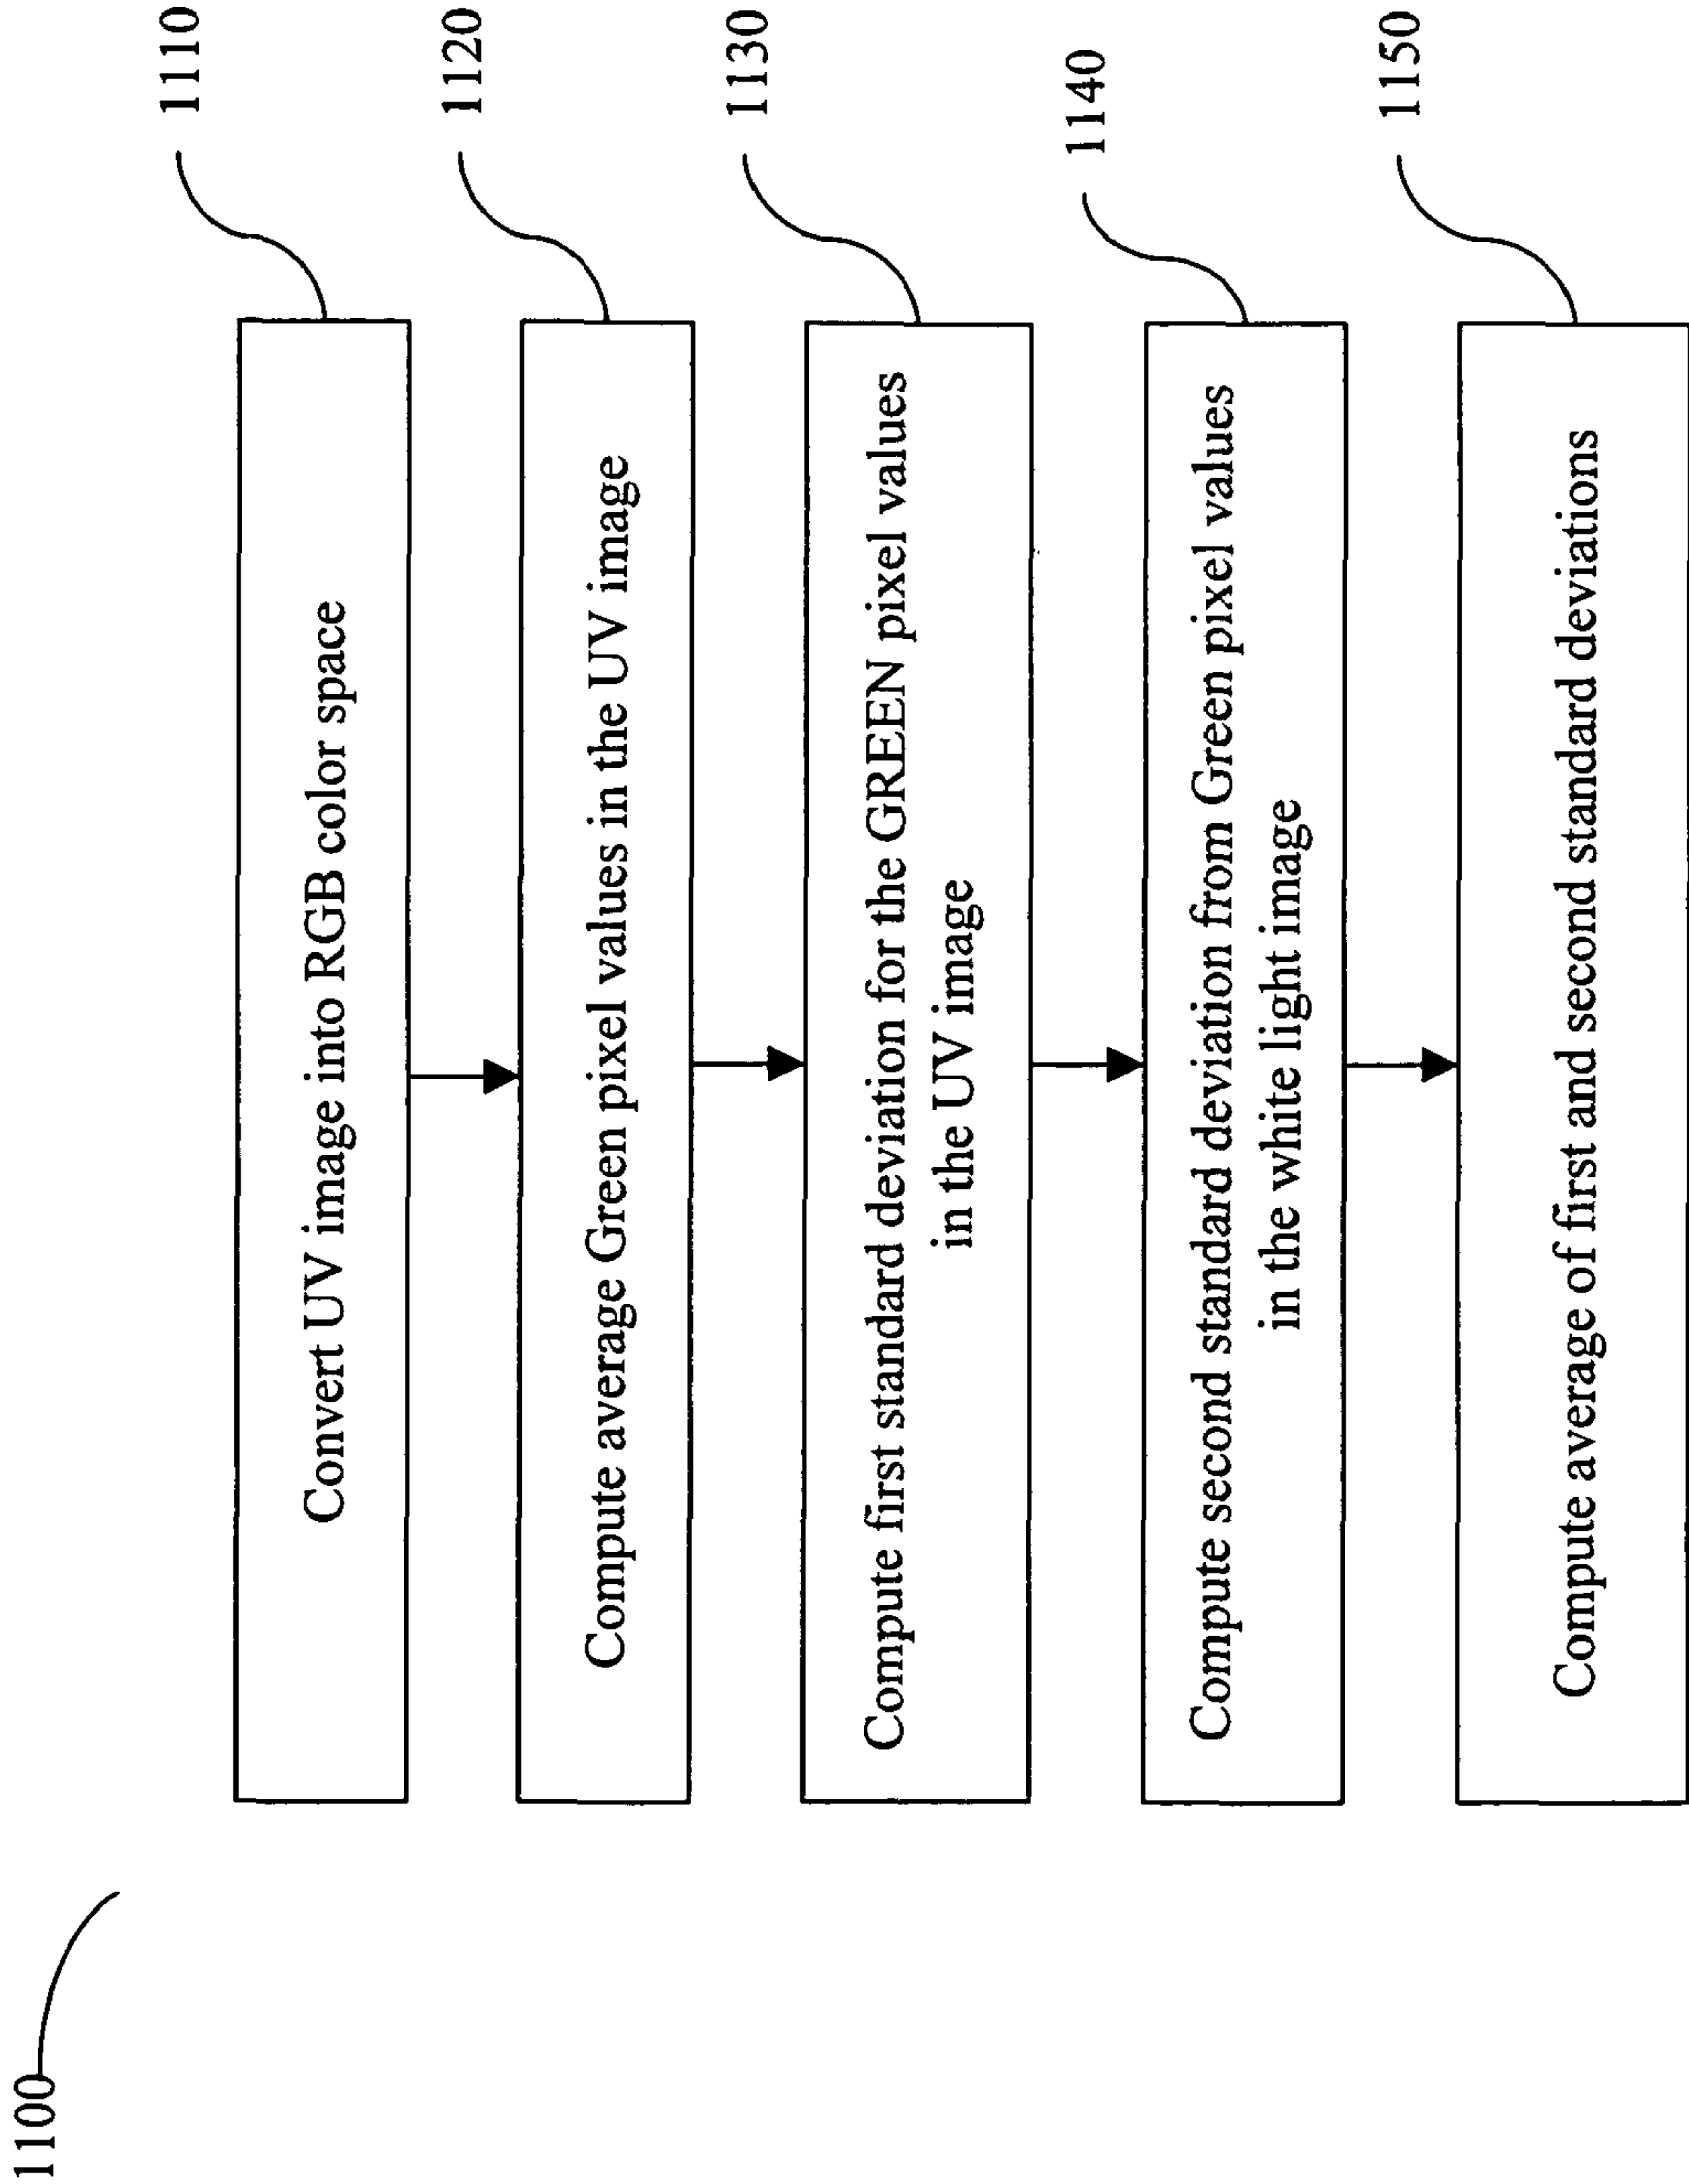 1100
Convert UV image into RGB color space
1110
Compute average Green pixel values in the UV image
1120
Compute first standard deviation for the GREEN pixel values
in the UV image
1130
Compute second standard deviation from Green pixel values
in the white light image
1140
Compute average of first and second standard deviations
1150